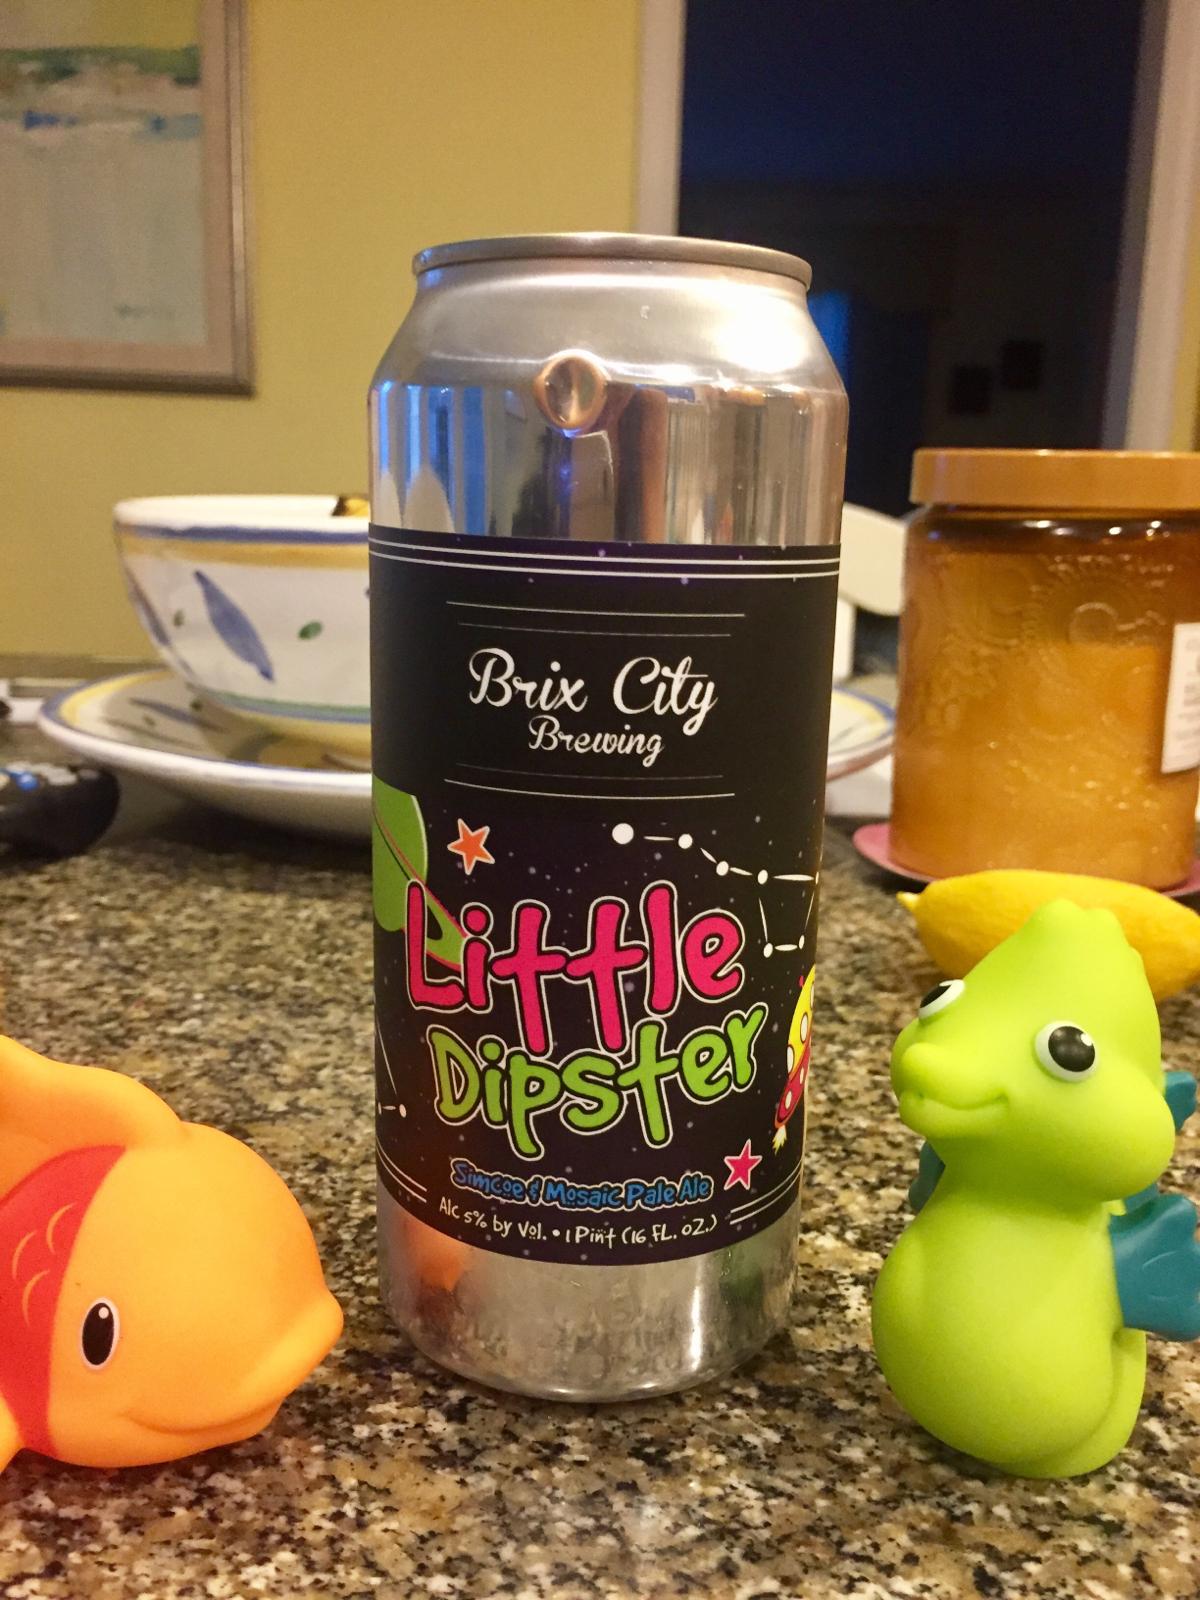 Brix City
Brewing
Little
Dipster
Simcoe & Mosaic Pale Ale
Alc 5% by Vol. • 1 Pint (16 fL. oz.)